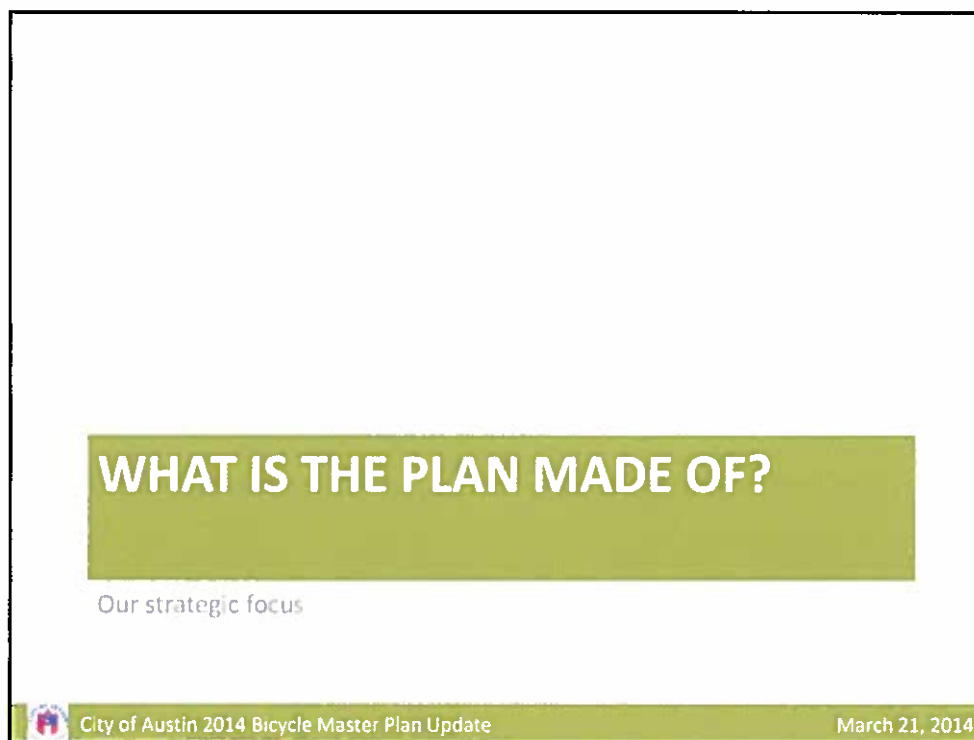 WHAT IS THE PLAN MADE OF?
Our strategic focus
City of Austin 2014 Bicycle Master Plan Update
March 21, 2014